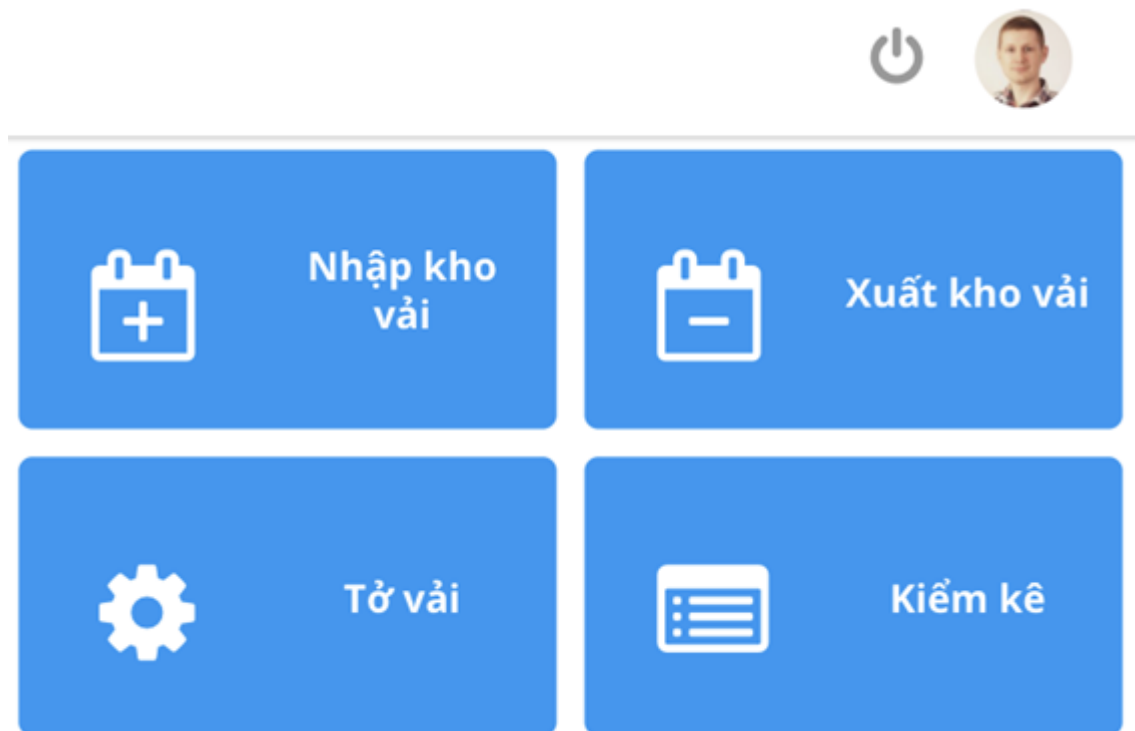 Nhập kho
vải
Xuất kho vải
Tở vải
Kiểm kê